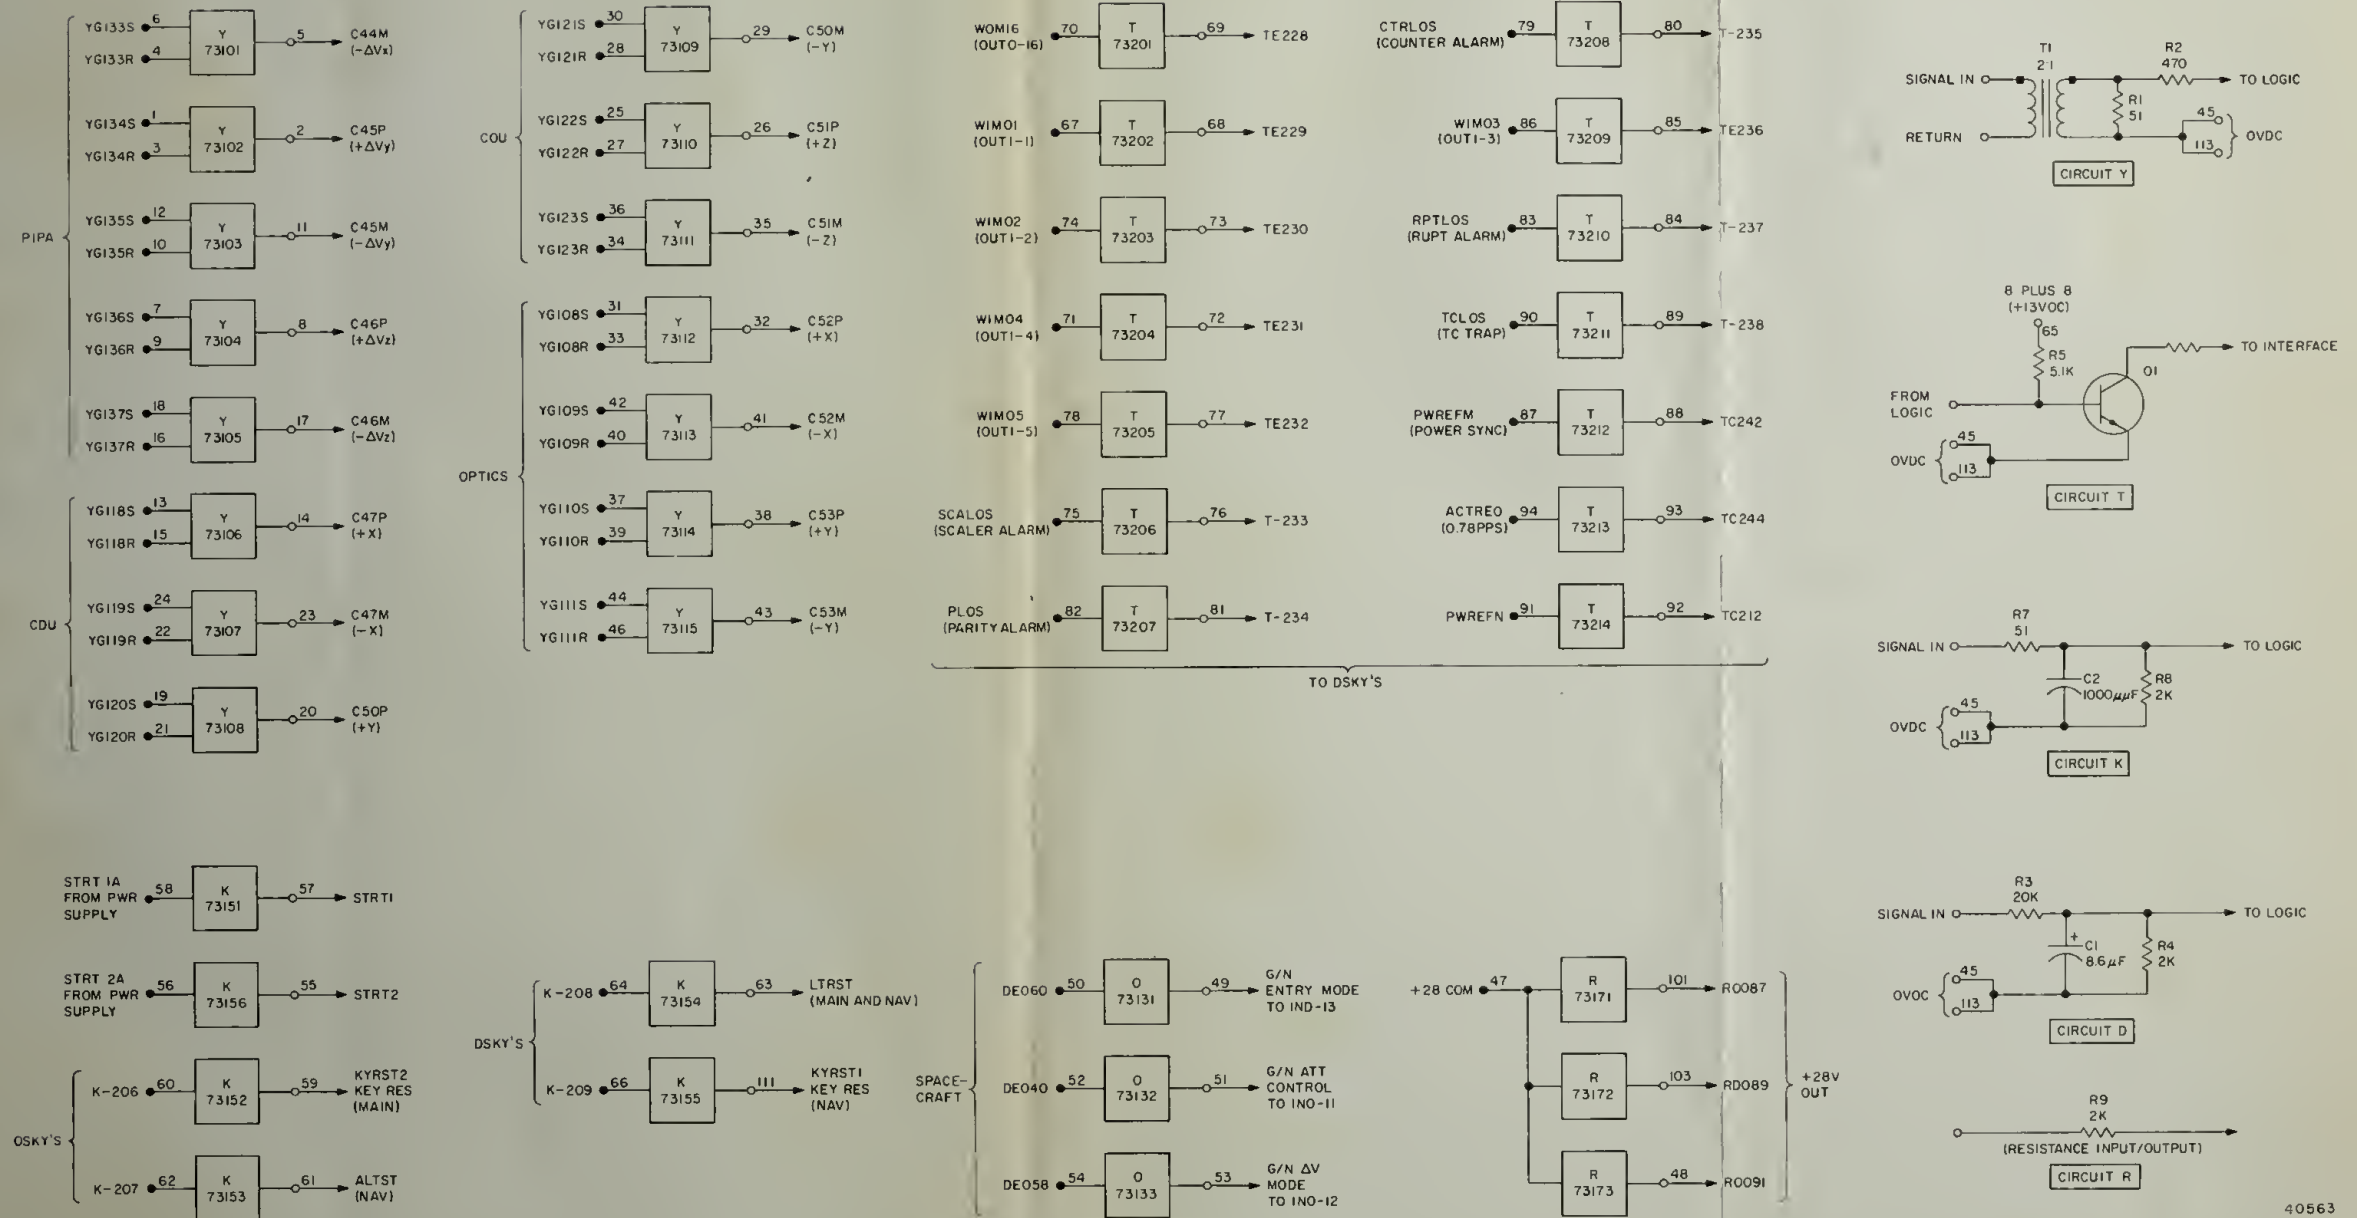 PIPA
YG133S 6
YG133R 4
Y
73101
5 C44M
(-ΔVx)
YG134S 1
YG134R 3
Y
73102
2 C45P
(+ΔVy)
YG135S 12
YG135R 10
Y
73103
11 C45M
(-ΔVy)
YG136S 7
YG136R 9
Y
73104
8 C46P
(+ΔVz)
YG137S 18
YG137R 16
Y
73105
17 C46M
(-ΔVz)
CDU
YG118S 13
YG118R 15
Y
73106
14 C47P
(+X)
YG119S 24
YG119R 22
Y
73107
23 C47M
(-X)
YG120S 19
YG120R 21
Y
73108
20 C50P
(+Y)
STRT 1A
FROM PWR
SUPPLY
58
K
73151
57 STRT1
STRT 2A
FROM PWR
SUPPLY
56
K
73156
55 STRT2
OSKY'S
K-206 60
K
73152
59 KYRST2
KEY RES
(MAIN)
K-207 62
K
73153
61 ALTST
(NAV)
COU
YG121S 30
YG121R 28
Y
73109
29 C50M
(-Y)
YG122S 25
YG122R 27
Y
73110
26 C51P
(+Z)
YG123S 36
YG123R 34
Y
73111
35 C51M
(-Z)
OPTICS
YG108S 31
YG108R 33
Y
73112
32 C52P
(+X)
YG109S 42
YG109R 40
Y
73113
41 C52M
(-X)
YG110S 37
YG110R 39
Y
73114
38 C53P
(+Y)
YG111S 44
YG111R 46
Y
73115
43 C53M
(-Y)
DSKY'S
K-208 64
K
73154
63 LTRST
(MAIN AND NAV)
K-209 66
K
73155
111 KYRST1
KEY RES
(NAV)
WOM16
(OUTO-16)
70
T
73201
69 TE228
WIMO1
(OUT1-1)
67
T
73202
68 TE229
WIMO2
(OUT1-2)
74
T
73203
73 TE230
WIMO4
(OUT1-4)
71
T
73204
72 TE231
WIMO5
(OUT1-5)
78
T
73205
77 TE232
SCALOS
(SCALER ALARM)
75
T
73206
76 T-233
PLOS
(PARITY ALARM)
82
T
73207
81 T-234
CTRLOS
(COUNTER ALARM)
79
T
73208
80 T-235
WIMO3
(OUT1-3)
86
T
73209
85 TE236
RPTLOS
(RUPT ALARM)
83
T
73210
84 T-237
TCLOS
(TC TRAP)
90
T
73211
89 T-238
PWREFM
(POWER SYNC)
87
T
73212
88 TC242
ACTREO
(0.78PPS)
94
T
73213
93 TC244
PWREFN
91
T
73214
92 TC212
TO DSKY'S
SPACE-
CRAFT
DEO60 50
O
73131
49 G/N
ENTRY MODE
TO IND-13
DEO40 52
O
73132
51 G/N ATT
CONTROL
TO INO-11
DEO58 54
O
73133
53 G/N ΔV
MODE
TO INO-12
+28 COM 47
R
73171
101 RO087
R
73172
103 RD089
R
73173
48 RO091
+28V
OUT
SIGNAL IN
RETURN
T1
2:1
R2
470
TO LOGIC
R1
51
45
113
OVDC
CIRCUIT Y
8 PLUS 8
(+13VOC)
65
R5
5.1K
O1
TO INTERFACE
FROM
LOGIC
OVDC
45
113
CIRCUIT T
R7
51
SIGNAL IN
TO LOGIC
C2
1000μμF
R8
2K
OVDC
45
113
CIRCUIT K
R3
20K
SIGNAL IN
TO LOGIC
+
C1
8.6μF
R4
2K
OVOC
45
113
CIRCUIT D
R9
2K
(RESISTANCE INPUT/OUTPUT)
CIRCUIT R
40563